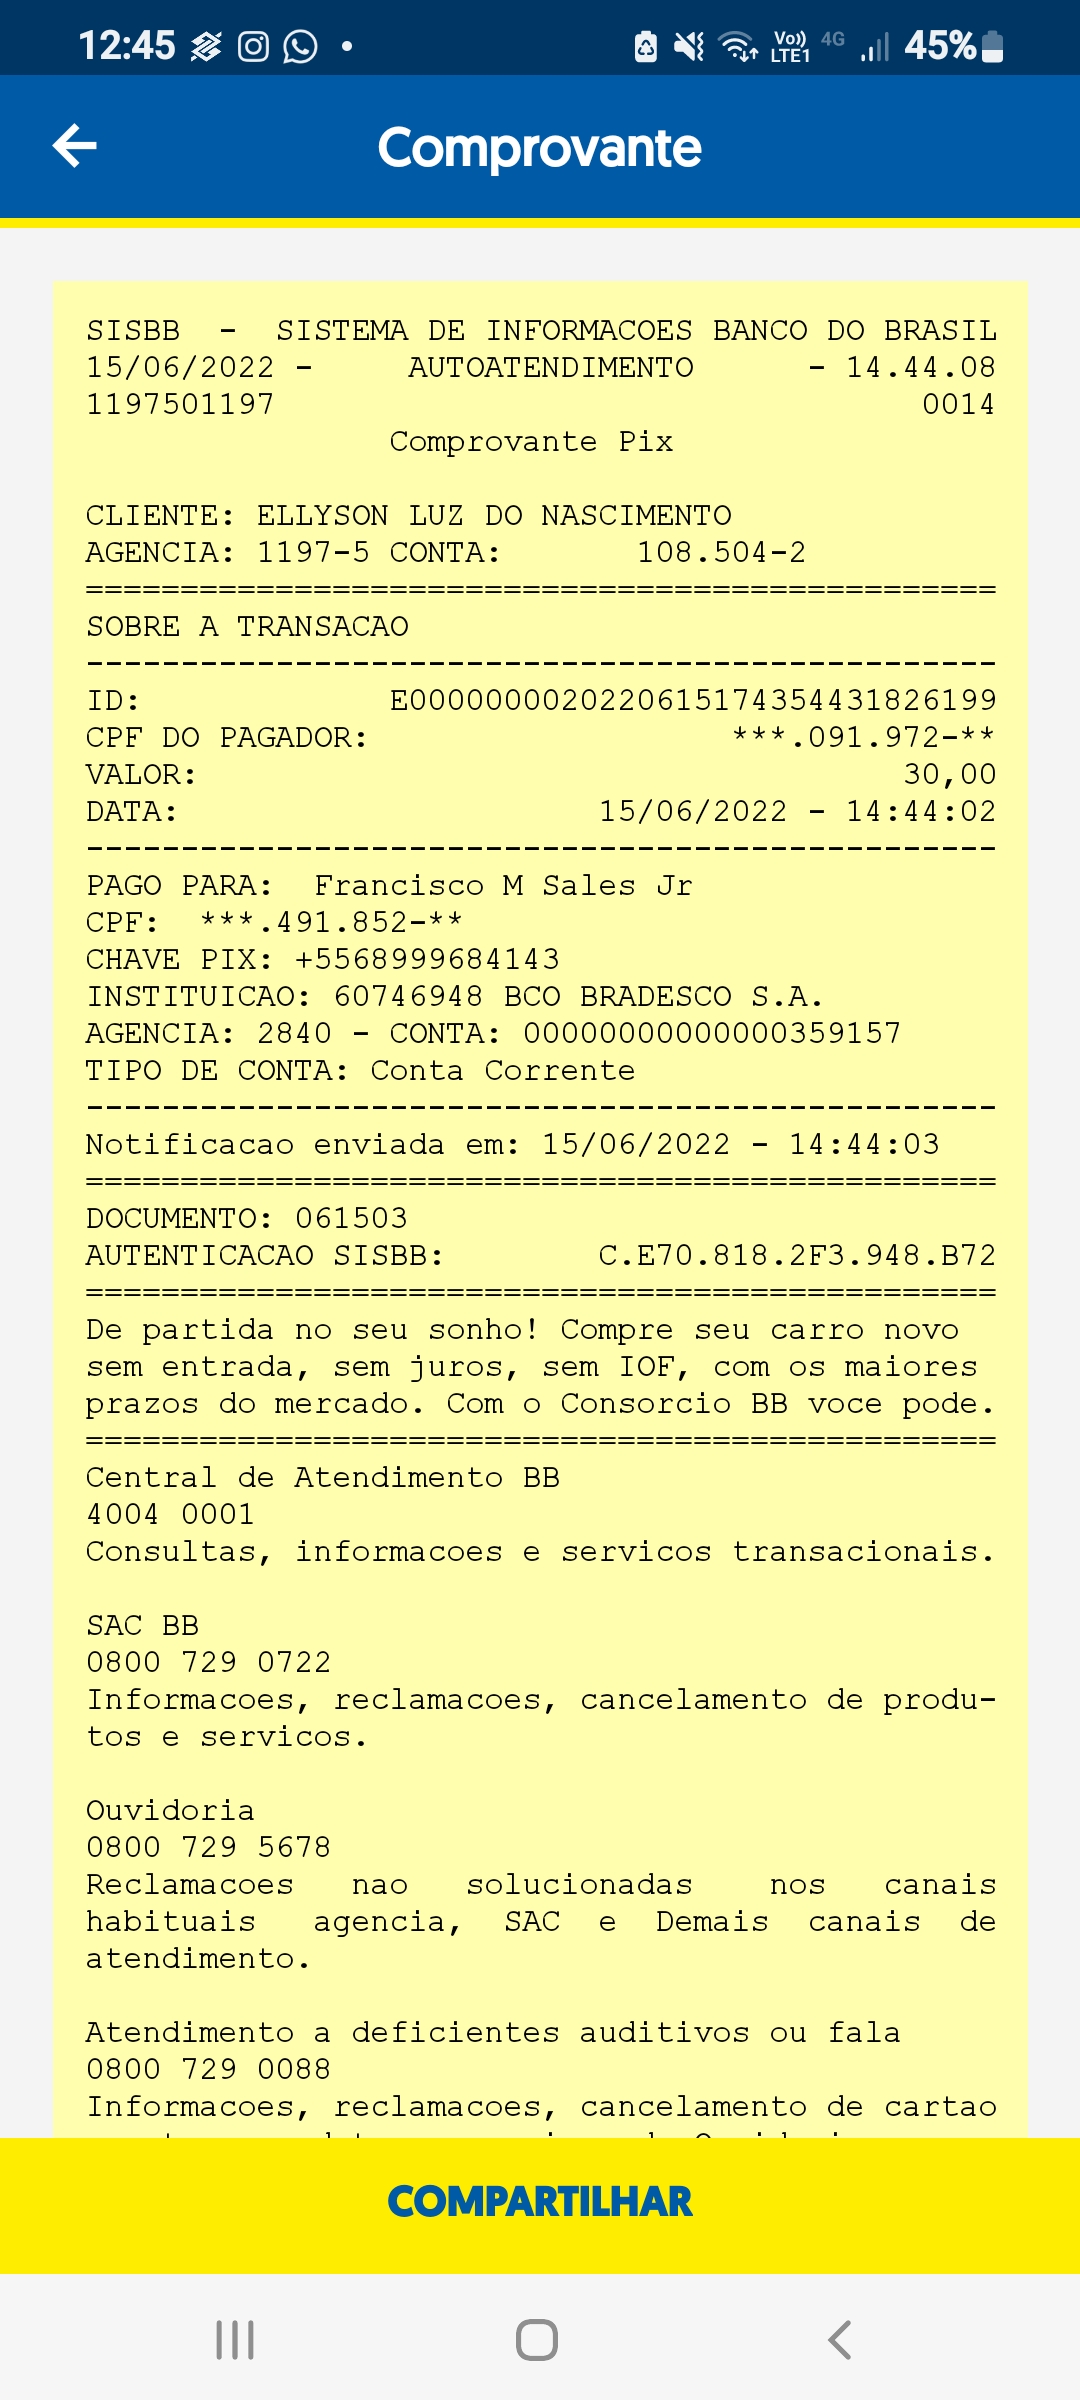 12:45
Vo)) LTE1 4G 45%
Comprovante
SISBB - SISTEMA DE INFORMACOES BANCO DO BRASIL
15/06/2022 - AUTOATENDIMENTO - 14.44.08
1197501197 0014
Comprovante Pix
CLIENTE: ELLYSON LUZ DO NASCIMENTO
AGENCIA: 1197-5 CONTA: 108.504-2
================================================
SOBRE A TRANSACAO
------------------------------------------------
ID: E0000000020220615174354431826199
CPF DO PAGADOR: ***.091.972-**
VALOR: 30,00
DATA: 15/06/2022 - 14:44:02
------------------------------------------------
PAGO PARA: Francisco M Sales Jr
CPF: ***.491.852-**
CHAVE PIX: +5568999684143
INSTITUICAO: 60746948 BCO BRADESCO S.A.
AGENCIA: 2840 - CONTA: 00000000000000359157
TIPO DE CONTA: Conta Corrente
------------------------------------------------
Notificacao enviada em: 15/06/2022 - 14:44:03
================================================
DOCUMENTO: 061503
AUTENTICACAO SISBB: C.E70.818.2F3.948.B72
================================================
De partida no seu sonho! Compre seu carro novo
sem entrada, sem juros, sem IOF, com os maiores
prazos do mercado. Com o Consorcio BB voce pode.
================================================
Central de Atendimento BB
4004 0001
Consultas, informacoes e servicos transacionais.
SAC BB
0800 729 0722
Informacoes, reclamacoes, cancelamento de produ-
tos e servicos.
Ouvidoria
0800 729 5678
Reclamacoes nao solucionadas nos canais
habituais agencia, SAC e Demais canais de
atendimento.
Atendimento a deficientes auditivos ou fala
0800 729 0088
Informacoes, reclamacoes, cancelamento de cartao
COMPARTILHAR